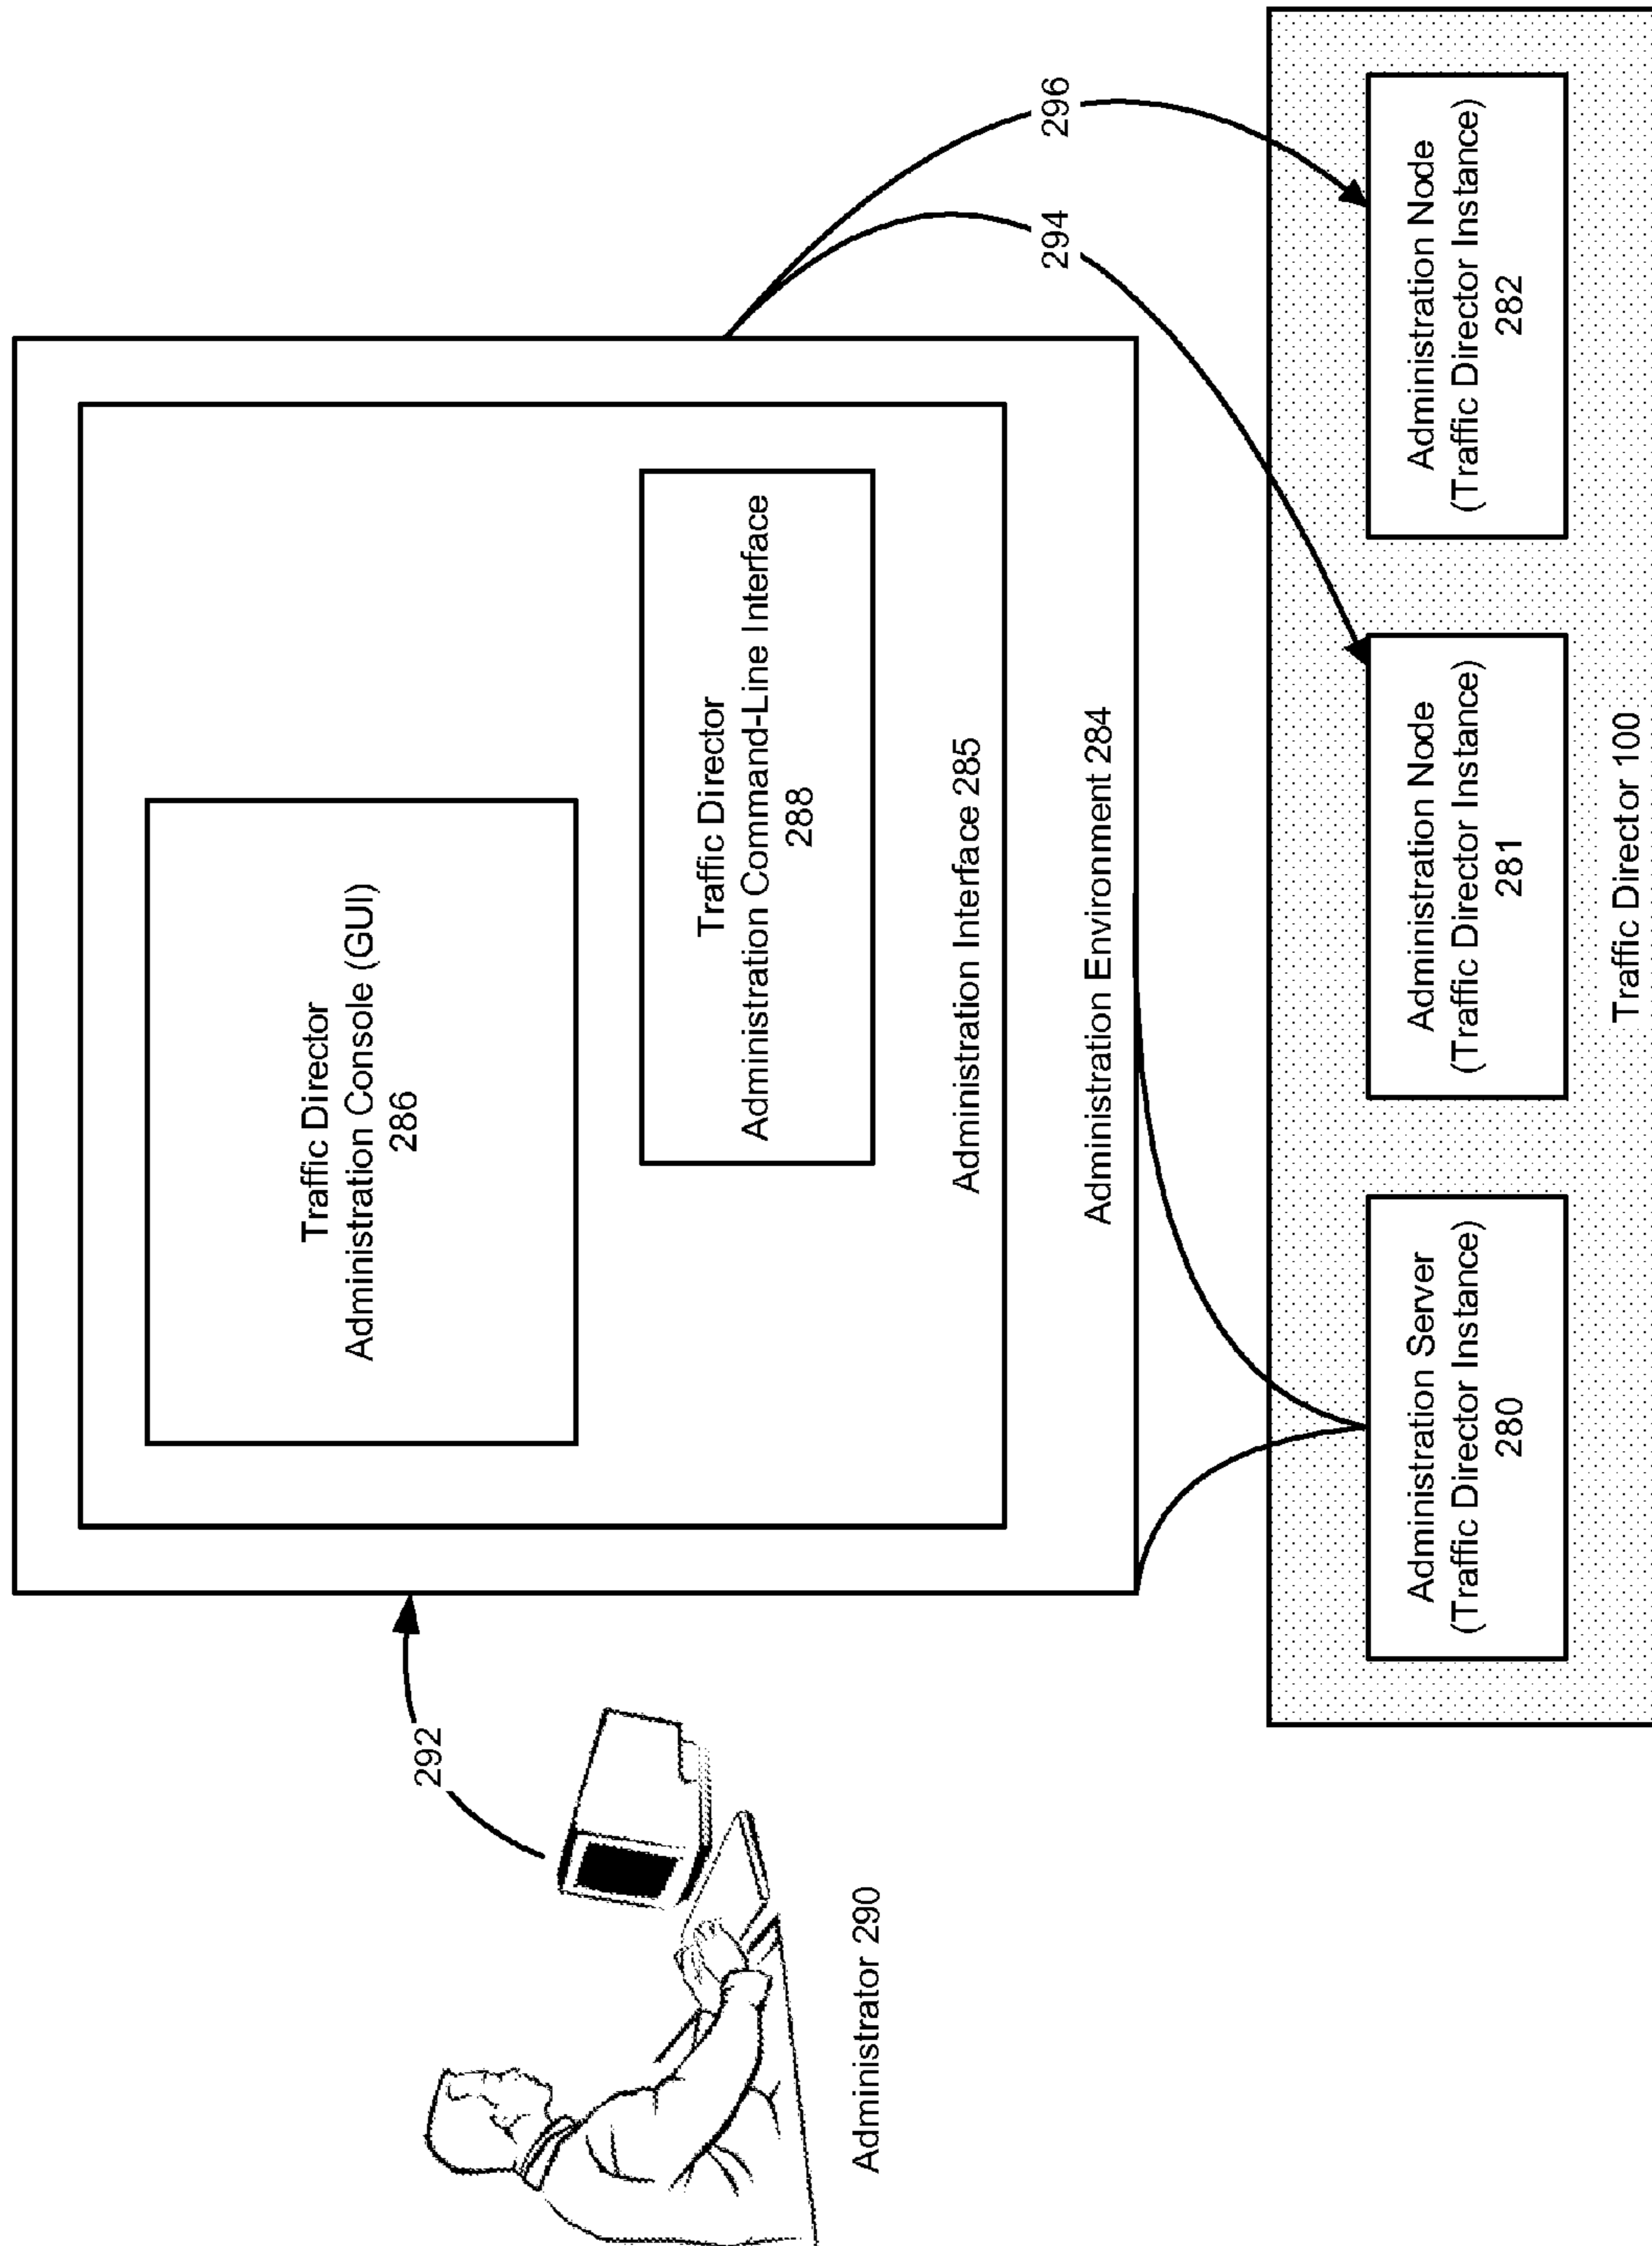 Traffic Director
Administration Console (GUI)
286
Traffic Director
Administration Command-Line Interface
288
Administration Interface 285
Administration Environment 284
292
Administrator 290
294
296
Administration Server
(Traffic Director Instance)
280
Administration Node
(Traffic Director Instance)
281
Administration Node
(Traffic Director Instance)
282
Traffic Director 100